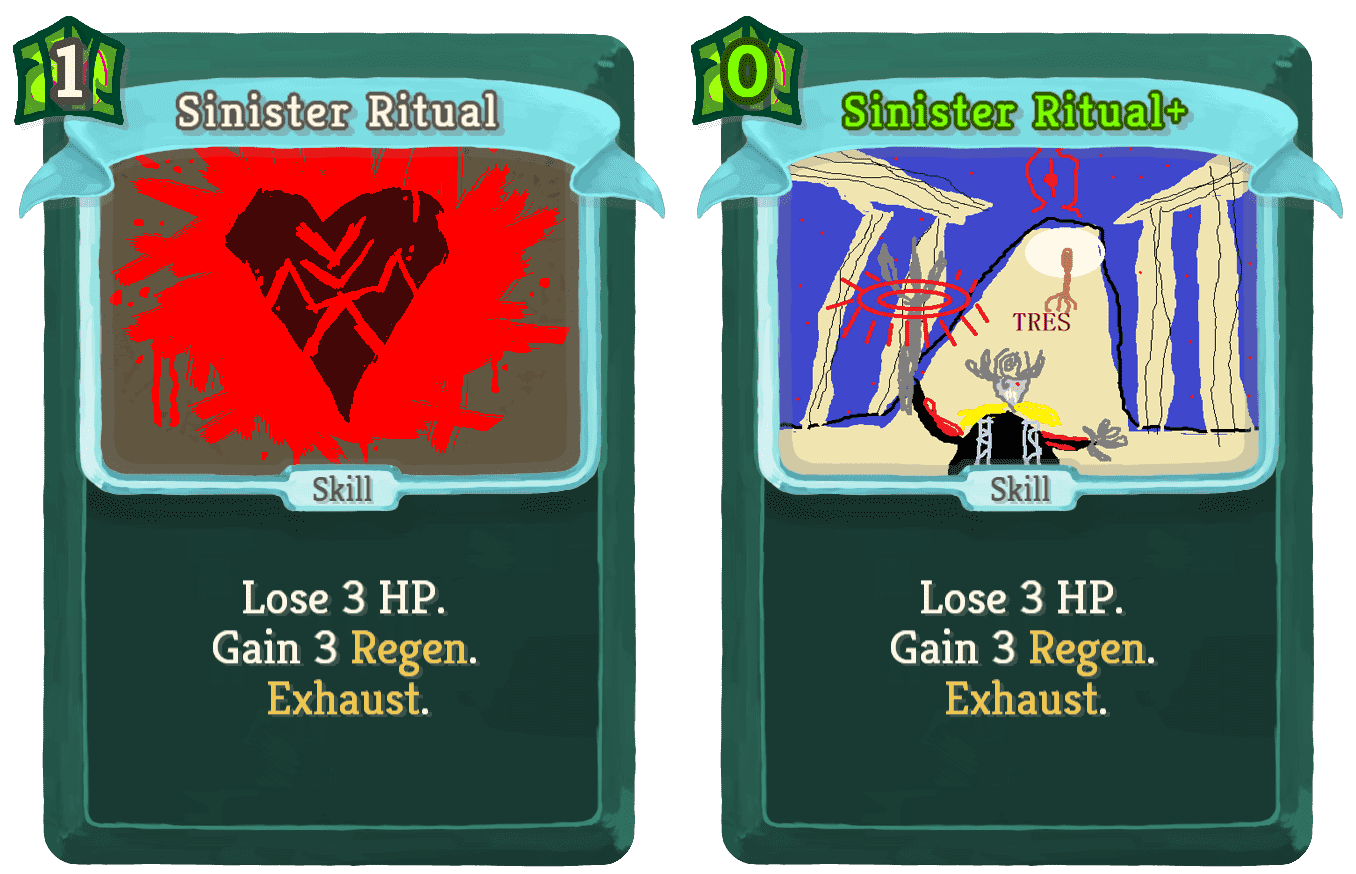 1
Sinister Ritual
Skill
Lose 3 HP.
Gain 3 Regen.
Exhaust.
0
Sinister Ritual+
TRES
Skill
Lose 3 HP.
Gain 3 Regen.
Exhaust.